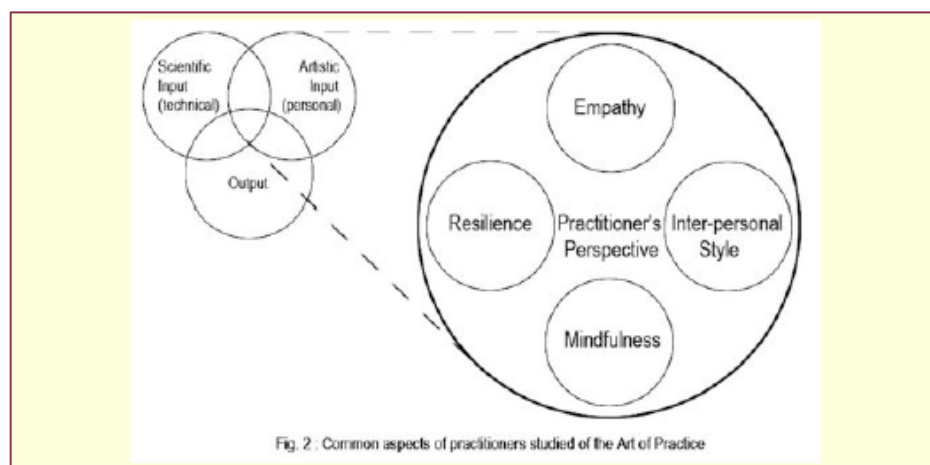 Scientific
Input
(technical)
Artistic
Input
(personal)
Output
Empathy
Resilience
Practitioner's
Perspective
Inter-personal
Style
Mindfulness
Fig. 2 : Common aspects of practitioners studied of the Art of Practice